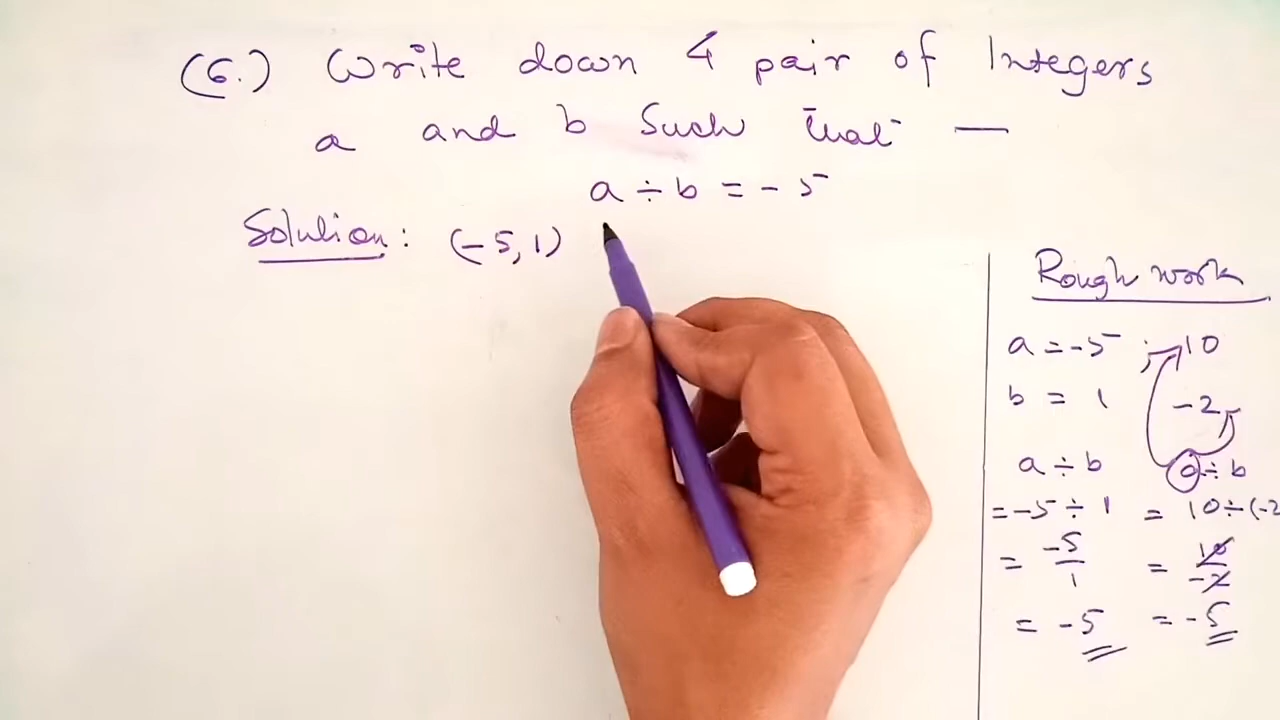 (6.) Write down 4 pair of Integers
a and b Such that —
a ÷ b = - 5
Solution : (- 5, 1)
Rough work
a = -5 ; 10
b = 1 -2
a ÷ b a ÷ b
= -5 ÷ 1 = 10 ÷ (-2
= -5/1 = 10/-2
= -5 = -5